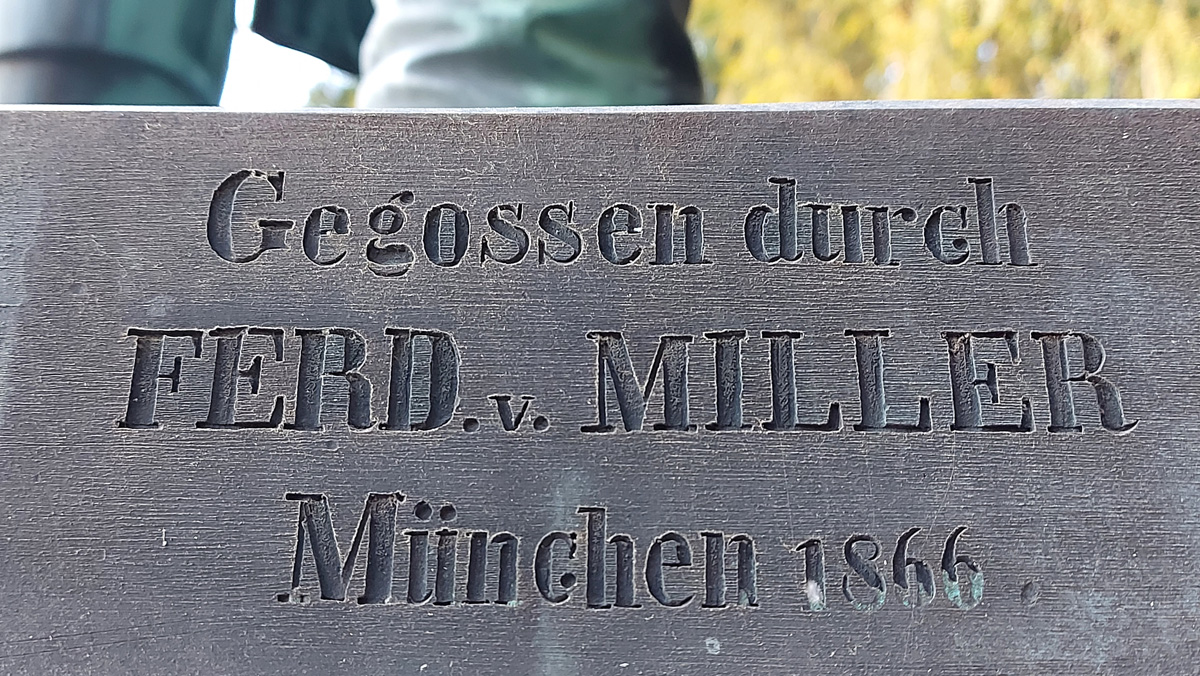 Gegossen durch
FERD. v. MILLER
München 1866.